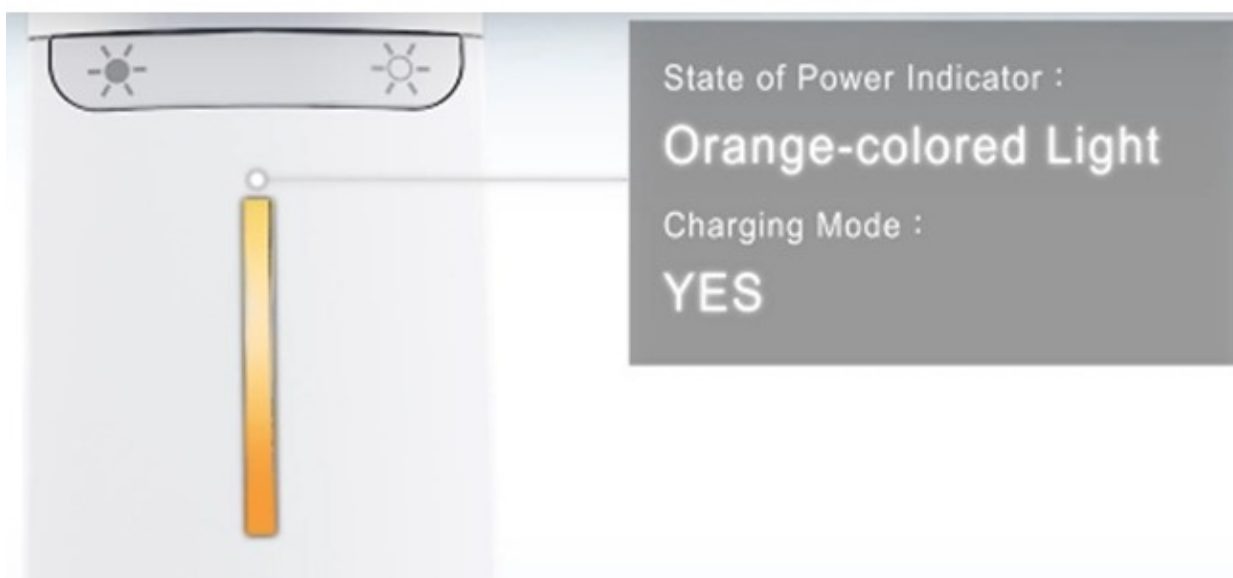 State of Power Indicator :
Orange-colored Light
Charging Mode :
YES